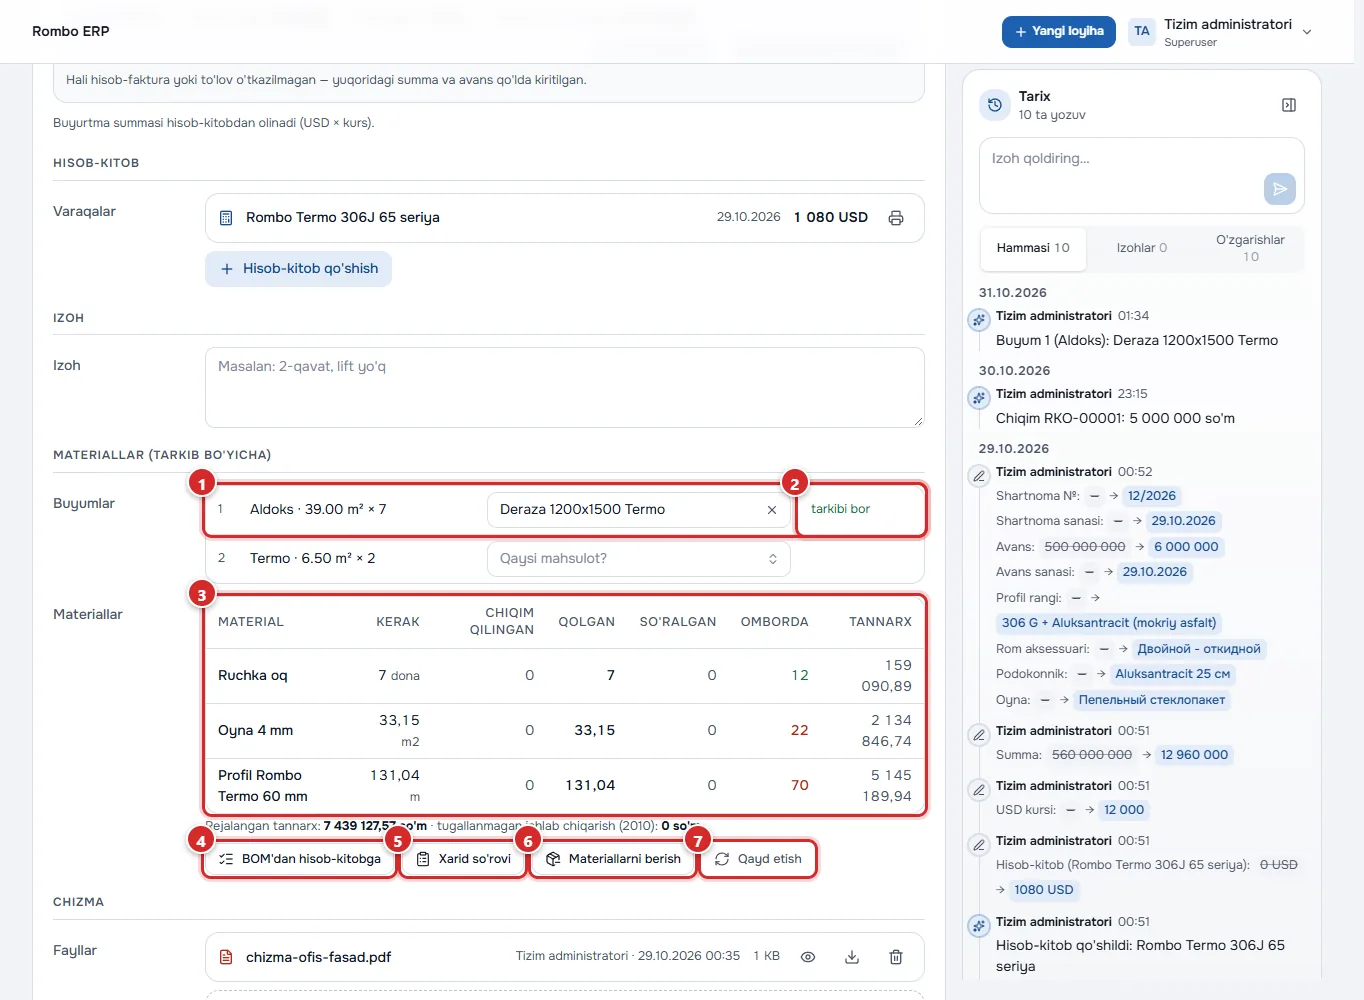 Rombo ERP
+ Yangi loyiha
TA
Tizim administratori
Superuser
Hali hisob-faktura yoki to'lov o'tkazilmagan — yuqoridagi summa va avans qo'lda kiritilgan.
Buyurtma summasi hisob-kitobdan olinadi (USD × kurs).
HISOB-KITOB
Varaqalar
Rombo Termo 306J 65 seriya
29.10.2026
1 080 USD
+ Hisob-kitob qo'shish
IZOH
Izoh
Masalan: 2-qavat, lift yo'q
MATERIALLAR (TARKIB BO'YICHA)
1
2
Buyumlar
1 Aldoks · 39.00 m² × 7
Deraza 1200x1500 Termo
tarkibi bor
2 Termo · 6.50 m² × 2
Qaysi mahsulot?
3
Materiallar
MATERIAL KERAK CHIQIM QILINGAN QOLGAN SO'RALGAN OMBORDA TANNARX
Ruchka oq 7 dona 0 7 0 12 159 090,89
Oyna 4 mm 33,15 m2 0 33,15 0 22 2 134 846,74
Profil Rombo Termo 60 mm 131,04 m 0 131,04 0 70 5 145 189,94
Rejalangan tannarx: 7 439 127,57 so'm · tugallanmagan ishlab chiqarish (2010): 0 so'm
4
5
6
7
BOM'dan hisob-kitobga
Xarid so'rovi
Materiallarni berish
Qayd etish
CHIZMA
Fayllar
chizma-ofis-fasad.pdf
Tizim administratori · 29.10.2026 00:35 1 KB
Tarix
10 ta yozuv
Izoh qoldiring...
Hammasi 10
Izohlar 0
O'zgarishlar 10
31.10.2026
Tizim administratori 01:34
Buyum 1 (Aldoks): Deraza 1200x1500 Termo
30.10.2026
Tizim administratori 23:15
Chiqim RKO-00001: 5 000 000 so'm
29.10.2026
Tizim administratori 00:52
Shartnoma №: — → 12/2026
Shartnoma sanasi: — → 29.10.2026
Avans: 500 000 000 → 6 000 000
Avans sanasi: — → 29.10.2026
Profil rangi: — →
306 G + Aluksantracit (mokriy asfalt)
Rom aksessuari: — → Двойной - откидной
Podokonnik: — → Aluksantracit 25 см
Oyna: — → Пепельный стеклопакет
Tizim administratori 00:51
Summa: 560 000 000 → 12 960 000
Tizim administratori 00:51
USD kursi: — → 12 000
Tizim administratori 00:51
Hisob-kitob (Rombo Termo 306J 65 seriya): 0 USD
→ 1080 USD
Tizim administratori 00:51
Hisob-kitob qo'shildi: Rombo Termo 306J 65
seriya